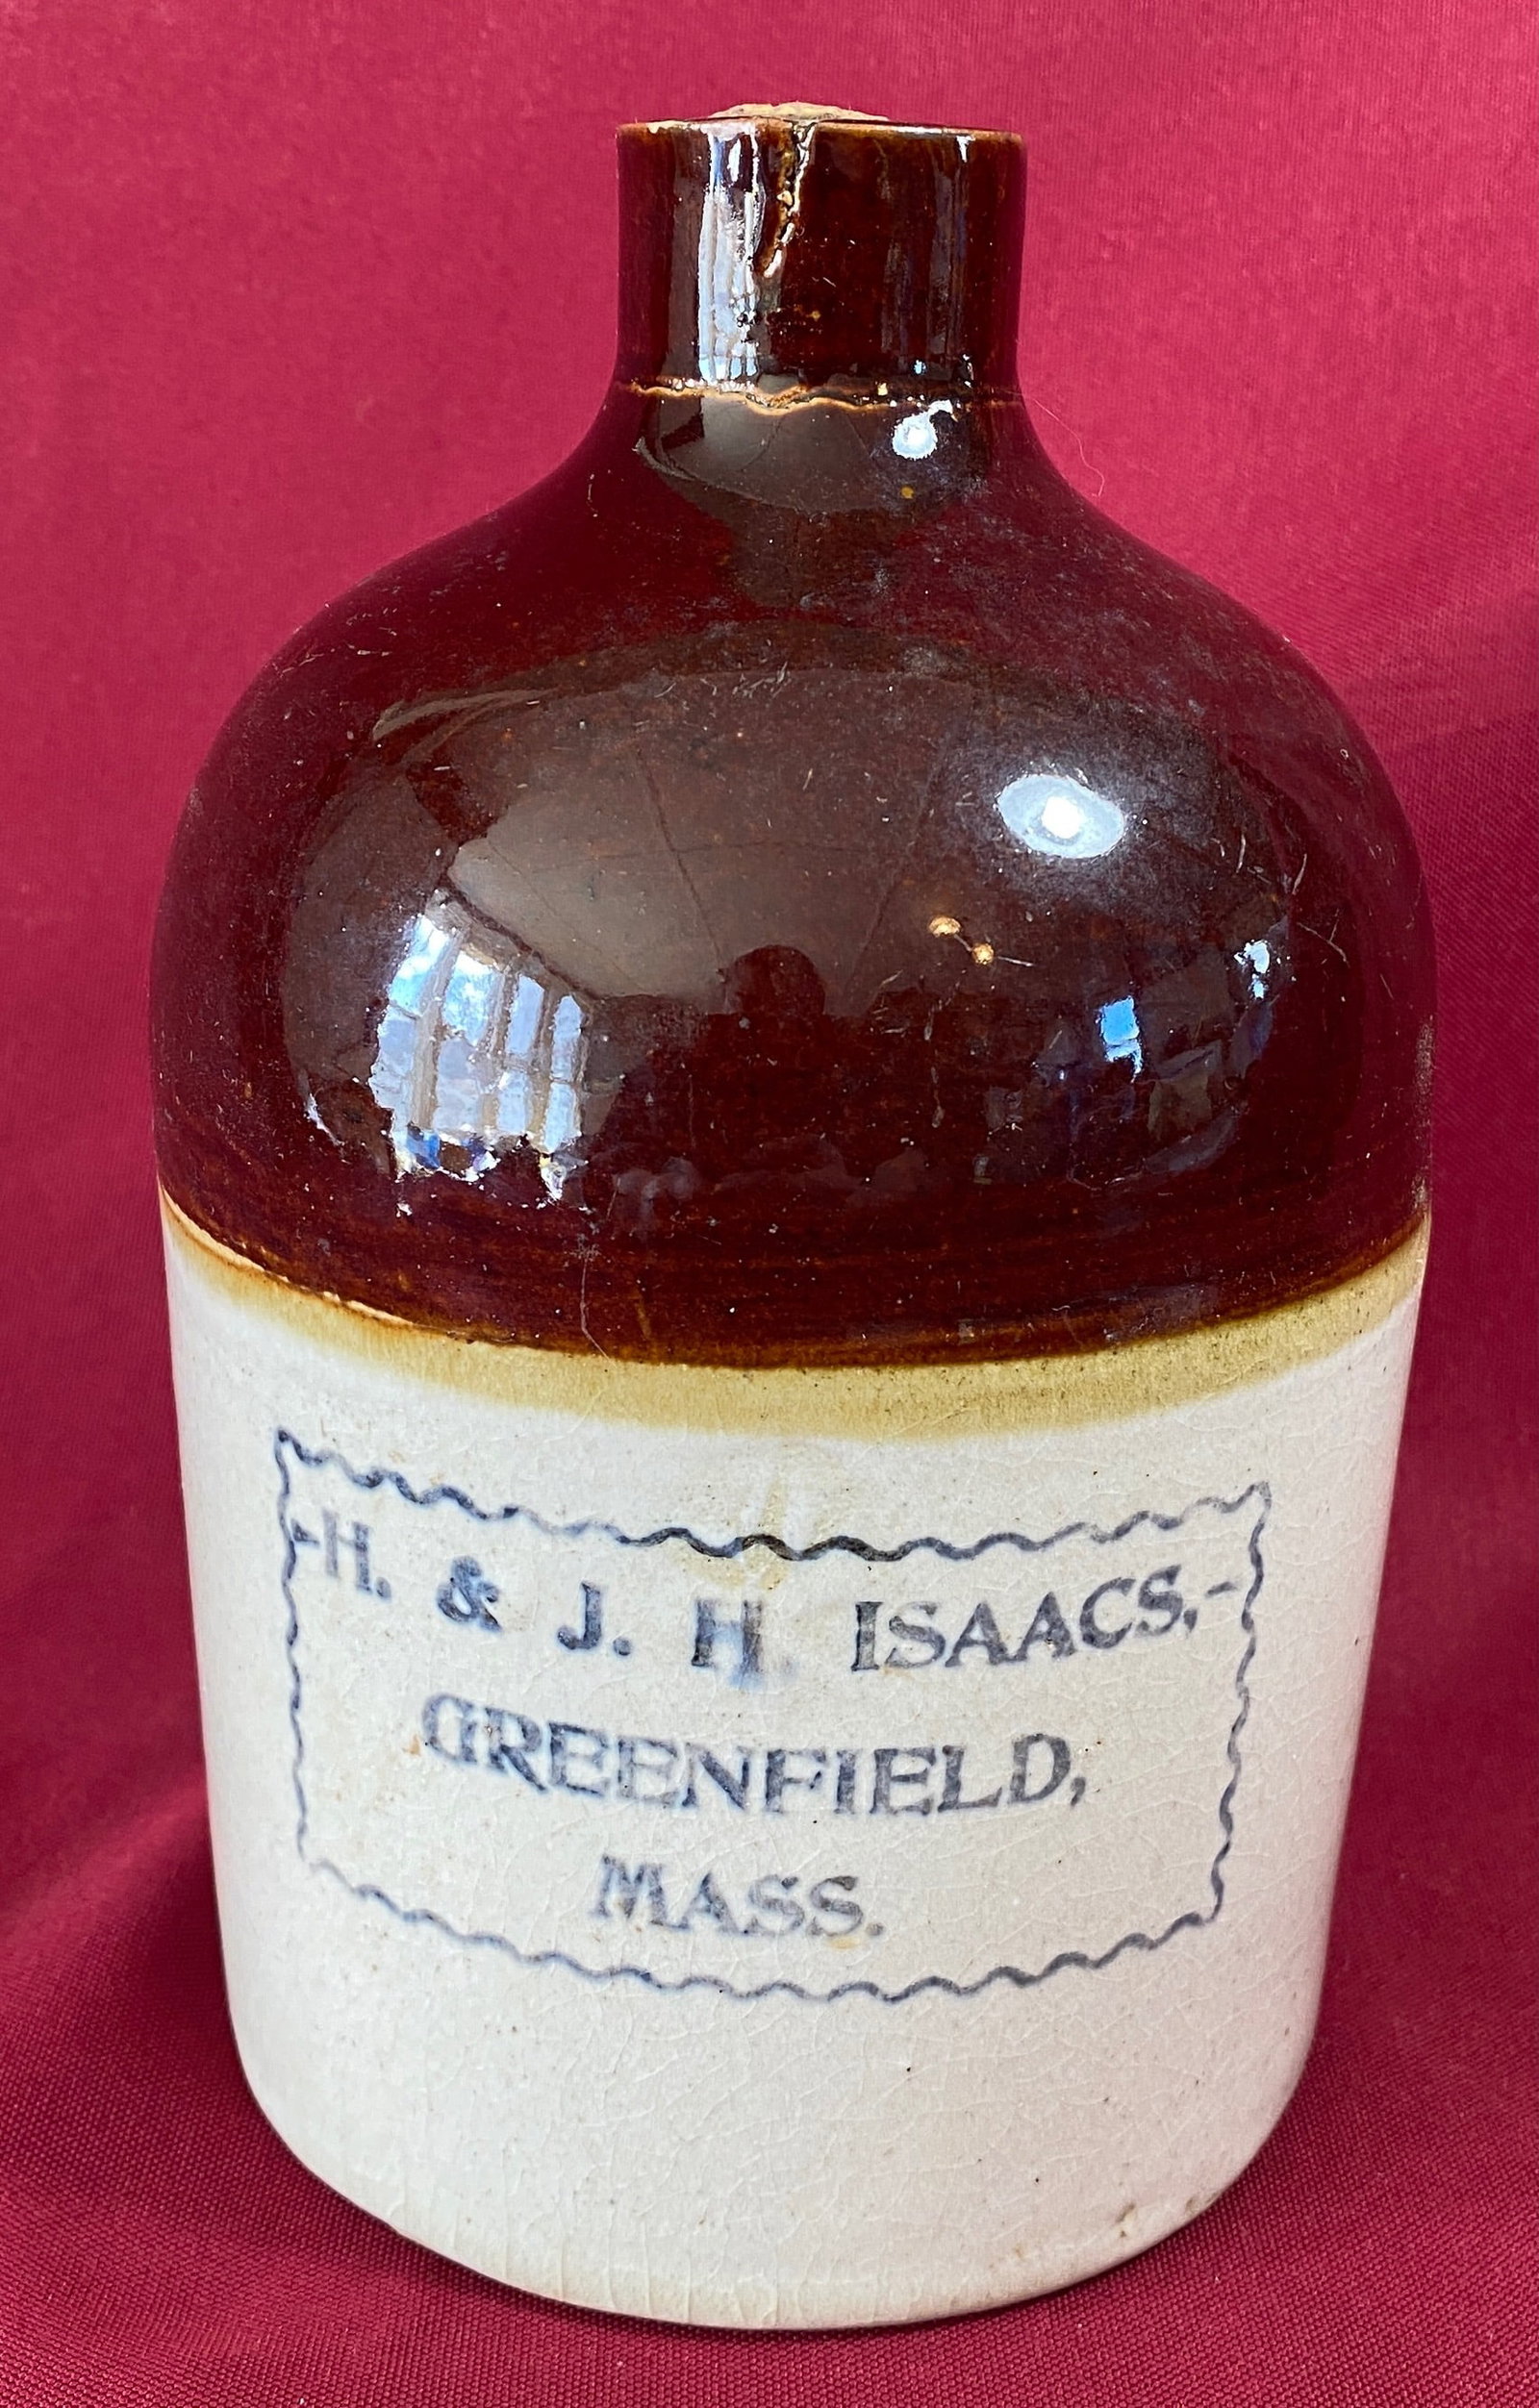 -H. & J. H. ISAACS,-
GREENFIELD,
MASS.